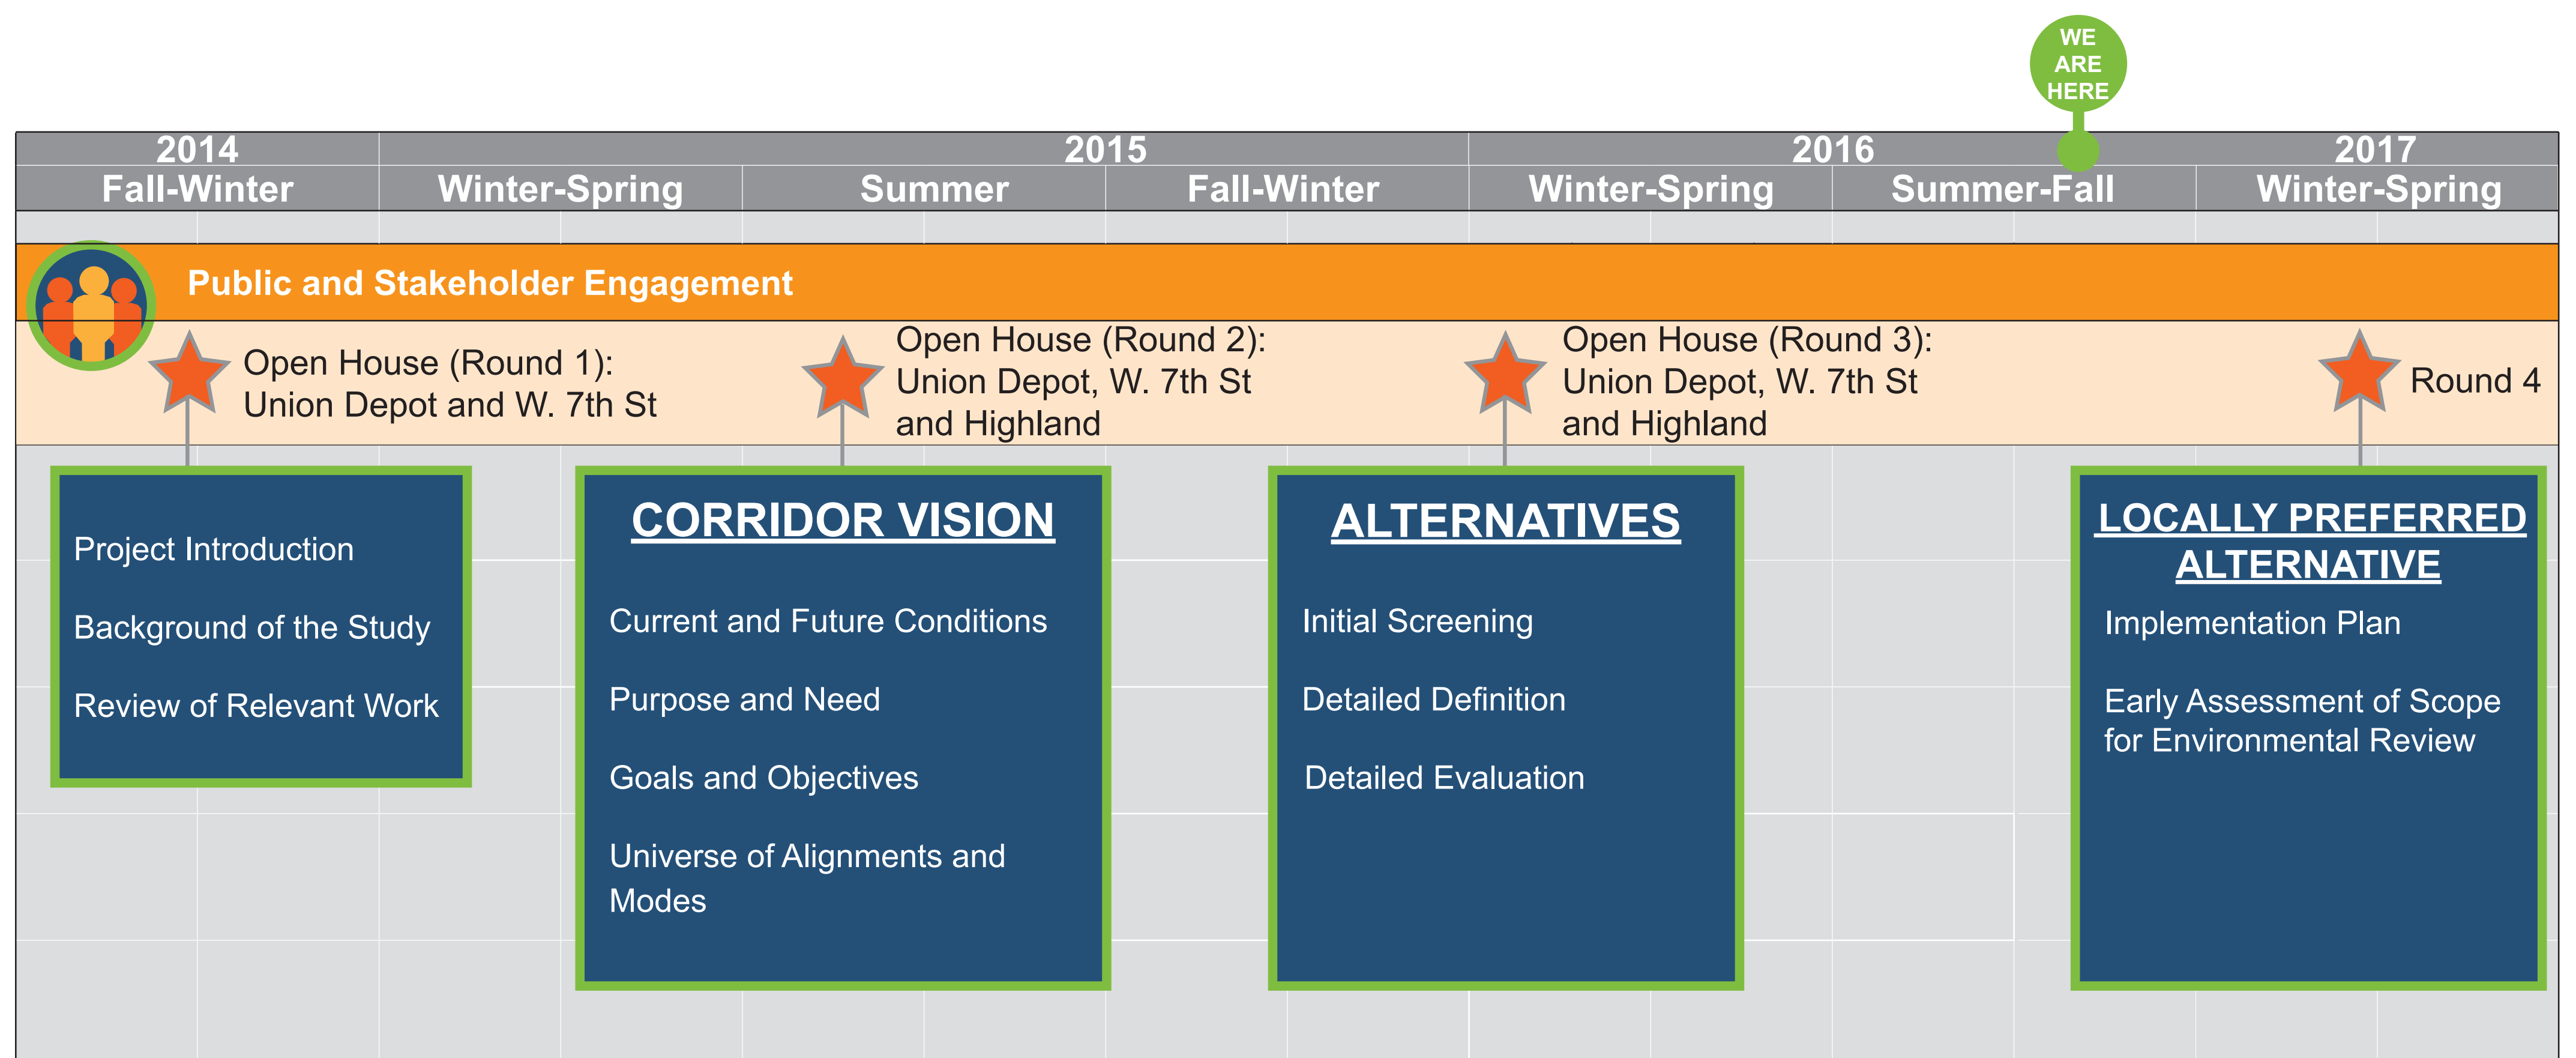 WE
ARE
HERE
2014 2015 2016 2017
Fall-Winter Winter-Spring Summer Fall-Winter Winter-Spring Summer-Fall Winter-Spring
Public and Stakeholder Engagement
Open House (Round 1):
Union Depot and W. 7th St
Open House (Round 2):
Union Depot, W. 7th St
and Highland
Open House (Round 3):
Union Depot, W. 7th St
and Highland
Round 4
Project Introduction
Background of the Study
Review of Relevant Work
CORRIDOR VISION
Current and Future Conditions
Purpose and Need
Goals and Objectives
Universe of Alignments and
Modes
ALTERNATIVES
Initial Screening
Detailed Definition
Detailed Evaluation
LOCALLY PREFERRED
ALTERNATIVE
Implementation Plan
Early Assessment of Scope
for Environmental Review